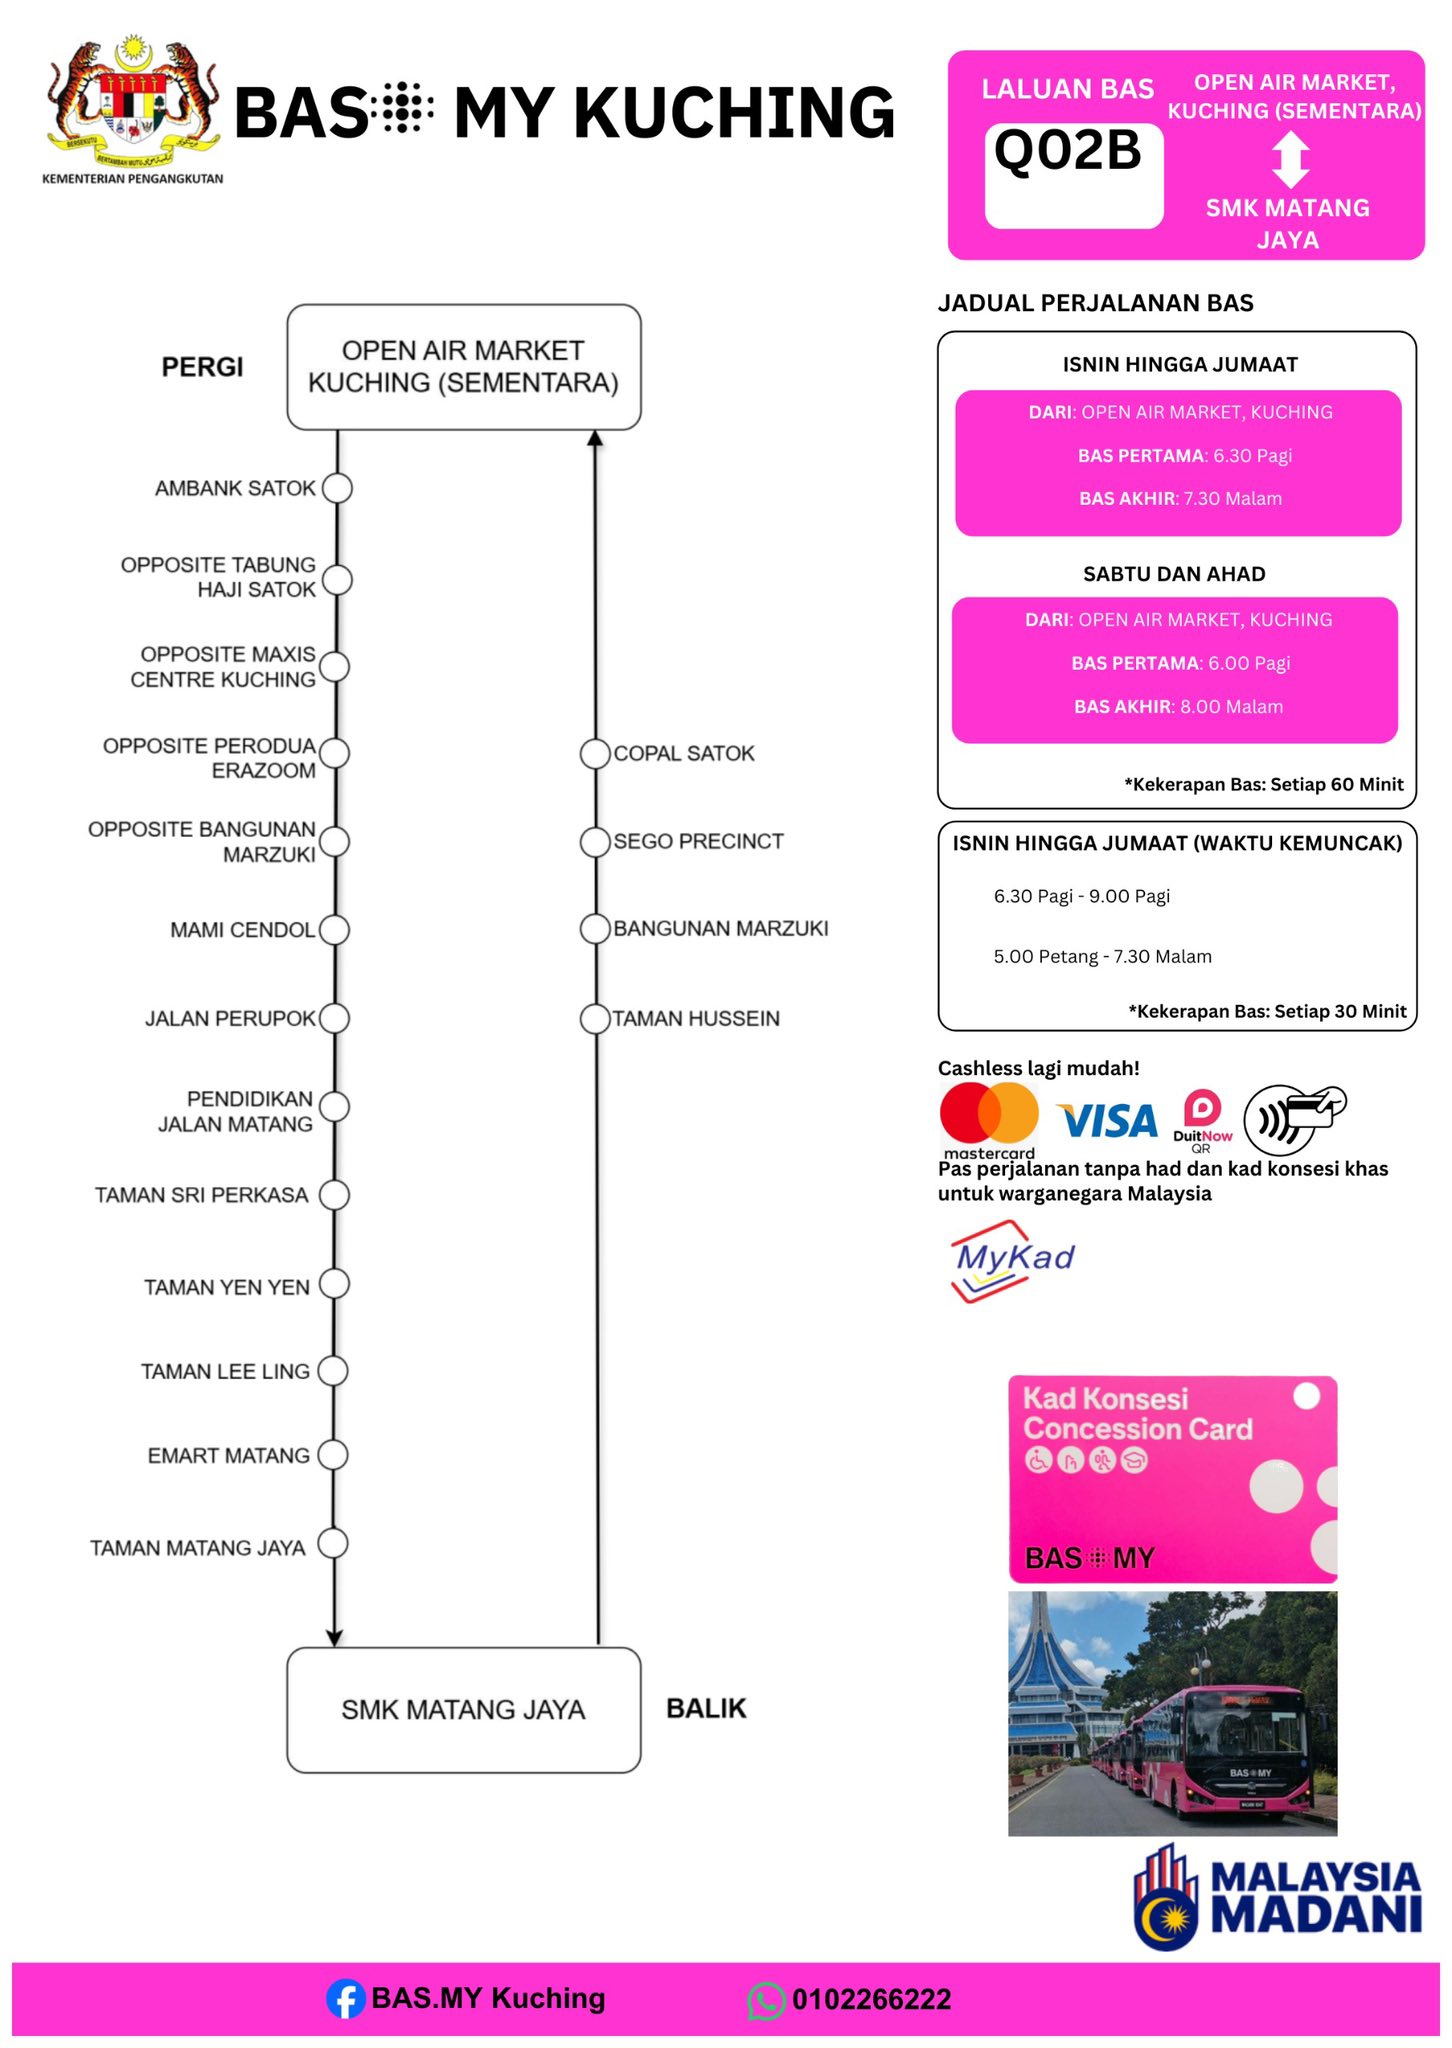 BERSEKUTU
BERTAMBAH MUTU
KEMENTERIAN PENGANGKUTAN
BAS MY KUCHING
LALUAN BAS
Q02B
OPEN AIR MARKET,
KUCHING (SEMENTARA)
SMK MATANG
JAYA
PERGI
OPEN AIR MARKET
KUCHING (SEMENTARA)
AMBANK SATOK
OPPOSITE TABUNG
HAJI SATOK
OPPOSITE MAXIS
CENTRE KUCHING
OPPOSITE PERODUA
ERAZOOM
OPPOSITE BANGUNAN
MARZUKI
MAMI CENDOL
JALAN PERUPOK
PENDIDIKAN
JALAN MATANG
TAMAN SRI PERKASA
TAMAN YEN YEN
TAMAN LEE LING
EMART MATANG
TAMAN MATANG JAYA
COPAL SATOK
SEGO PRECINCT
BANGUNAN MARZUKI
TAMAN HUSSEIN
SMK MATANG JAYA
BALIK
JADUAL PERJALANAN BAS
ISNIN HINGGA JUMAAT
DARI: OPEN AIR MARKET, KUCHING
BAS PERTAMA: 6.30 Pagi
BAS AKHIR: 7.30 Malam
SABTU DAN AHAD
DARI: OPEN AIR MARKET, KUCHING
BAS PERTAMA: 6.00 Pagi
BAS AKHIR: 8.00 Malam
*Kekerapan Bas: Setiap 60 Minit
ISNIN HINGGA JUMAAT (WAKTU KEMUNCAK)
6.30 Pagi - 9.00 Pagi
5.00 Petang - 7.30 Malam
*Kekerapan Bas: Setiap 30 Minit
Cashless lagi mudah!
mastercard
VISA
DuitNow
QR
Pas perjalanan tanpa had dan kad konsesi khas
untuk warganegara Malaysia
MyKad
Kad Konsesi
Concession Card
BAS MY
BAS MY
MALAYSIA
MADANI
BAS.MY Kuching
0102266222